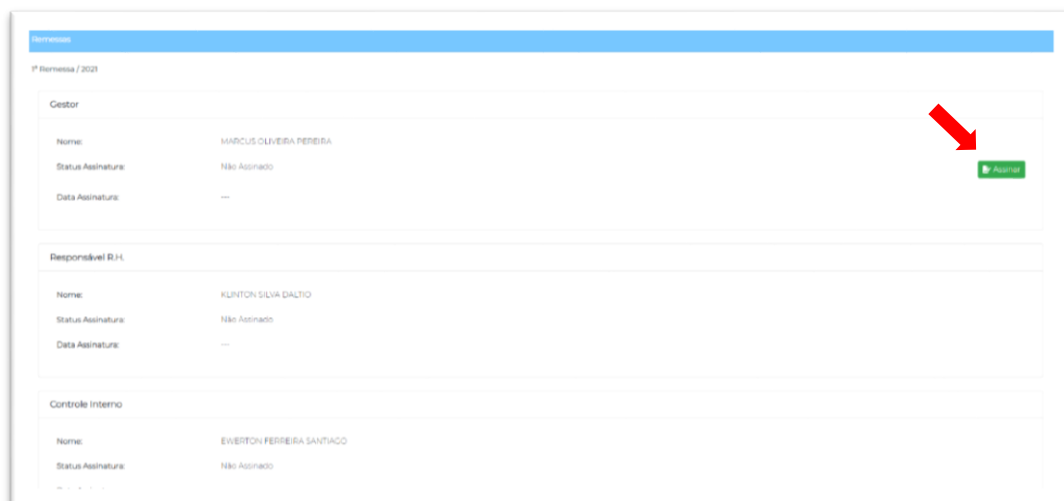 Remessas
1ª Remessa / 2021
Gestor
Nome: MARCUS OLIVEIRA PEREIRA
Status Assinatura: Não Assinado
Assinar
Data Assinatura: ---
Responsável R.H.
Nome: KLINTON SILVA DALTIO
Status Assinatura: Não Assinado
Data Assinatura: ---
Controle Interno
Nome: EWERTON FERREIRA SANTIAGO
Status Assinatura: Não Assinado